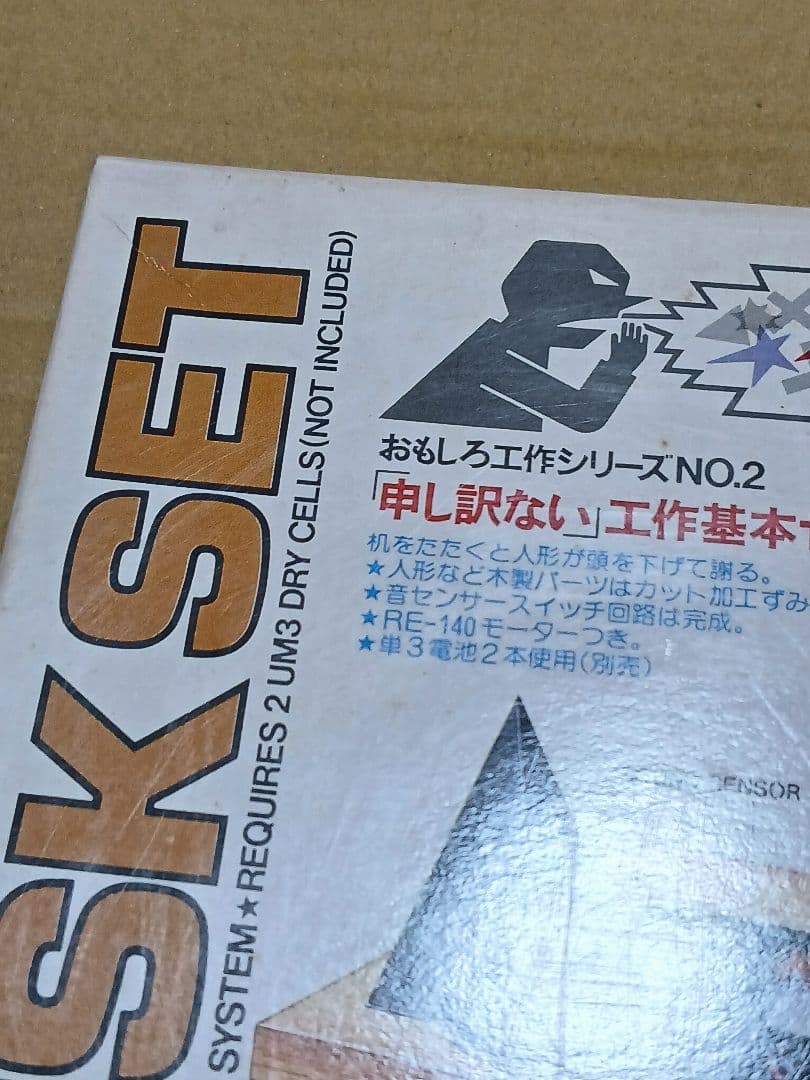 SK SET
SYSTEM★REQUIRES 2 UM3 DRY CELLS(NOT INCLUDED)
おもしろ工作シリーズNO.2
「申し訳ない」工作基本
机をたたくと人形が頭を下げて謝る。
★人形など木製パーツはカット加工ずみ
★音センサースイッチ回路は完成。
★RE-140モーターつき。
★単3電池2本使用(別売)
SENSOR